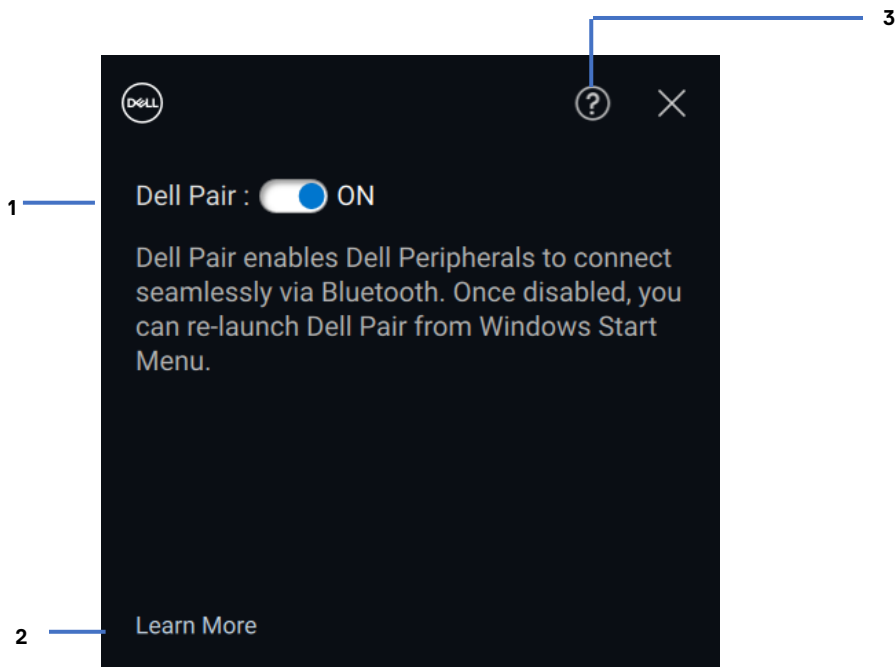 3
DELL
?
1
Dell Pair : ON
Dell Pair enables Dell Peripherals to connect
seamlessly via Bluetooth. Once disabled, you
can re-launch Dell Pair from Windows Start
Menu.
2
Learn More